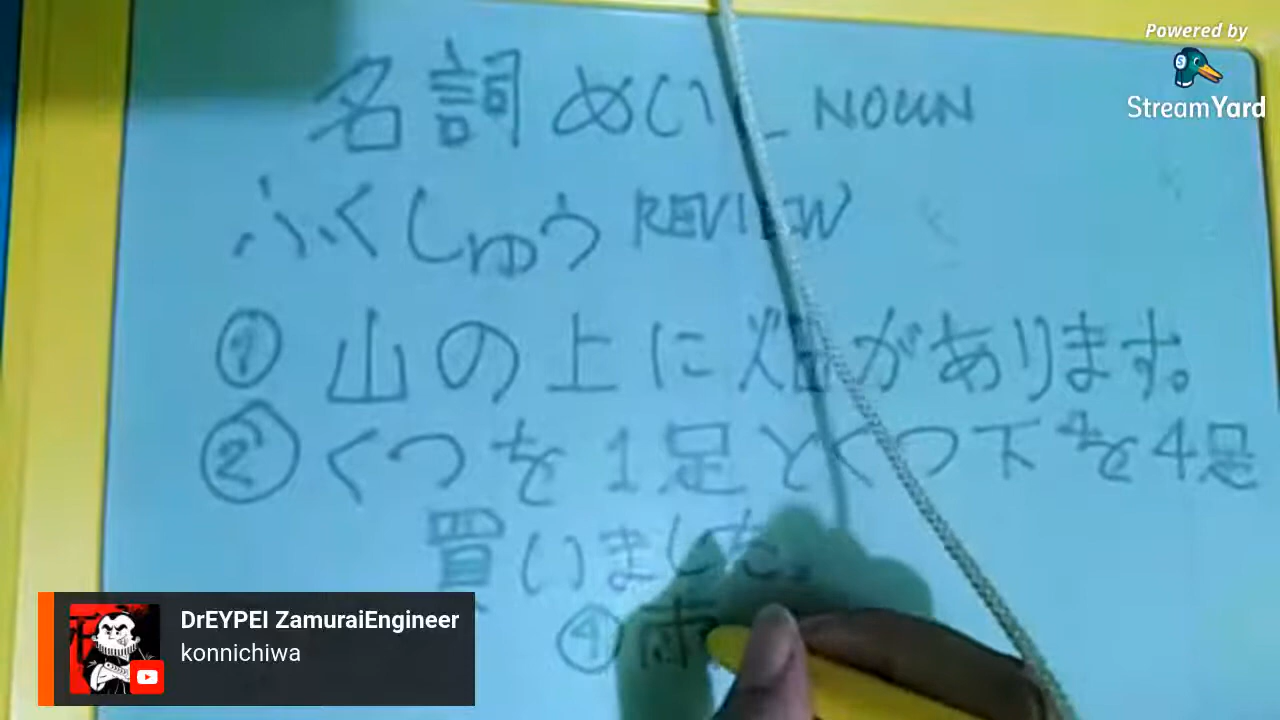 Powered by
StreamYard
名詞 めいし NOUN
ふくしゅう REVIEW
① 山の上に畑があります。
② くつを1足とくつ下を4足
買いました。
④ 雨
DrEYPEI ZamuraiEngineer
konnichiwa